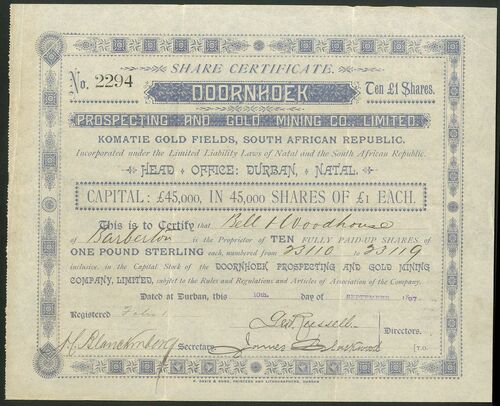 SHARE CERTIFICATE.
No. 2294
DOORNHOEK
Ten £1 Shares.
PROSPECTING AND GOLD MINING CO., LIMITED.
KOMATIE GOLD FIELDS, SOUTH AFRICAN REPUBLIC.
Incorporated under the Limited Liability Laws of Natal and the South African Republic.
HEAD OFFICE: DURBAN, NATAL.
CAPITAL: £45,000, IN 45,000 SHARES OF £1 EACH.
This is to Certify that Bell & Woodhouse
of Barberton is the Proprietor of TEN FULLY PAID-UP SHARES of
ONE POUND STERLING each, numbered from 33110 to 33119
inclusive, in the Capital Stock of the DOORNHOEK PROSPECTING AND GOLD MINING
COMPANY, LIMITED, subject to the Rules and Regulations and Articles of Association of the Company.
Dated at Durban, this 10th day of SEPTEMBER 1887.
Registered Folio
Geo. Russell
Directors.
Secretary.
James
P. DAVIS & SONS, PRINTERS AND LITHOGRAPHERS, DURBAN